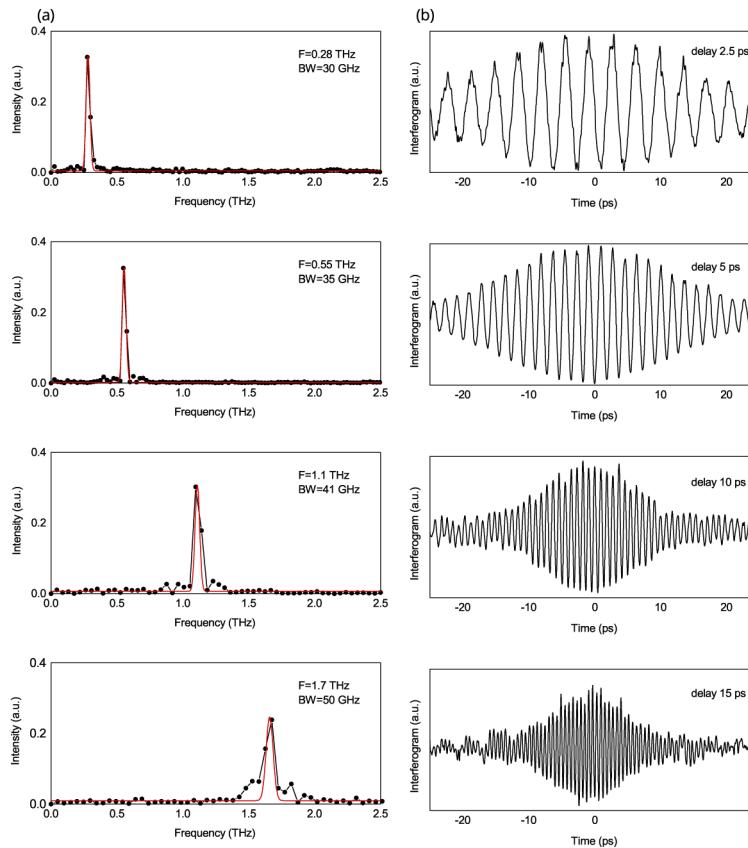 (a)
(b)
0.4
0.2
0.0
Intensity (a.u.)
F=0.28 THz
BW=30 GHz
0.0 0.5 1.0 1.5 2.0 2.5
Frequency (THz)
Interferogram (a.u.)
delay 2.5 ps
-20 -10 0 10 20
Time (ps)
0.4
0.2
0.0
Intensity (a.u.)
F=0.55 THz
BW=35 GHz
0.0 0.5 1.0 1.5 2.0 2.5
Frequency (THz)
Interferogram (a.u.)
delay 5 ps
-20 -10 0 10 20
Time (ps)
0.4
0.2
0.0
Intensity (a.u.)
F=1.1 THz
BW=41 GHz
0.0 0.5 1.0 1.5 2.0 2.5
Frequency (THz)
Interferogram (a.u.)
delay 10 ps
-20 -10 0 10 20
Time (ps)
0.4
0.2
0.0
Intensity (a.u.)
F=1.7 THz
BW=50 GHz
0.0 0.5 1.0 1.5 2.0 2.5
Frequency (THz)
Interferogram (a.u.)
delay 15 ps
-20 -10 0 10 20
Time (ps)